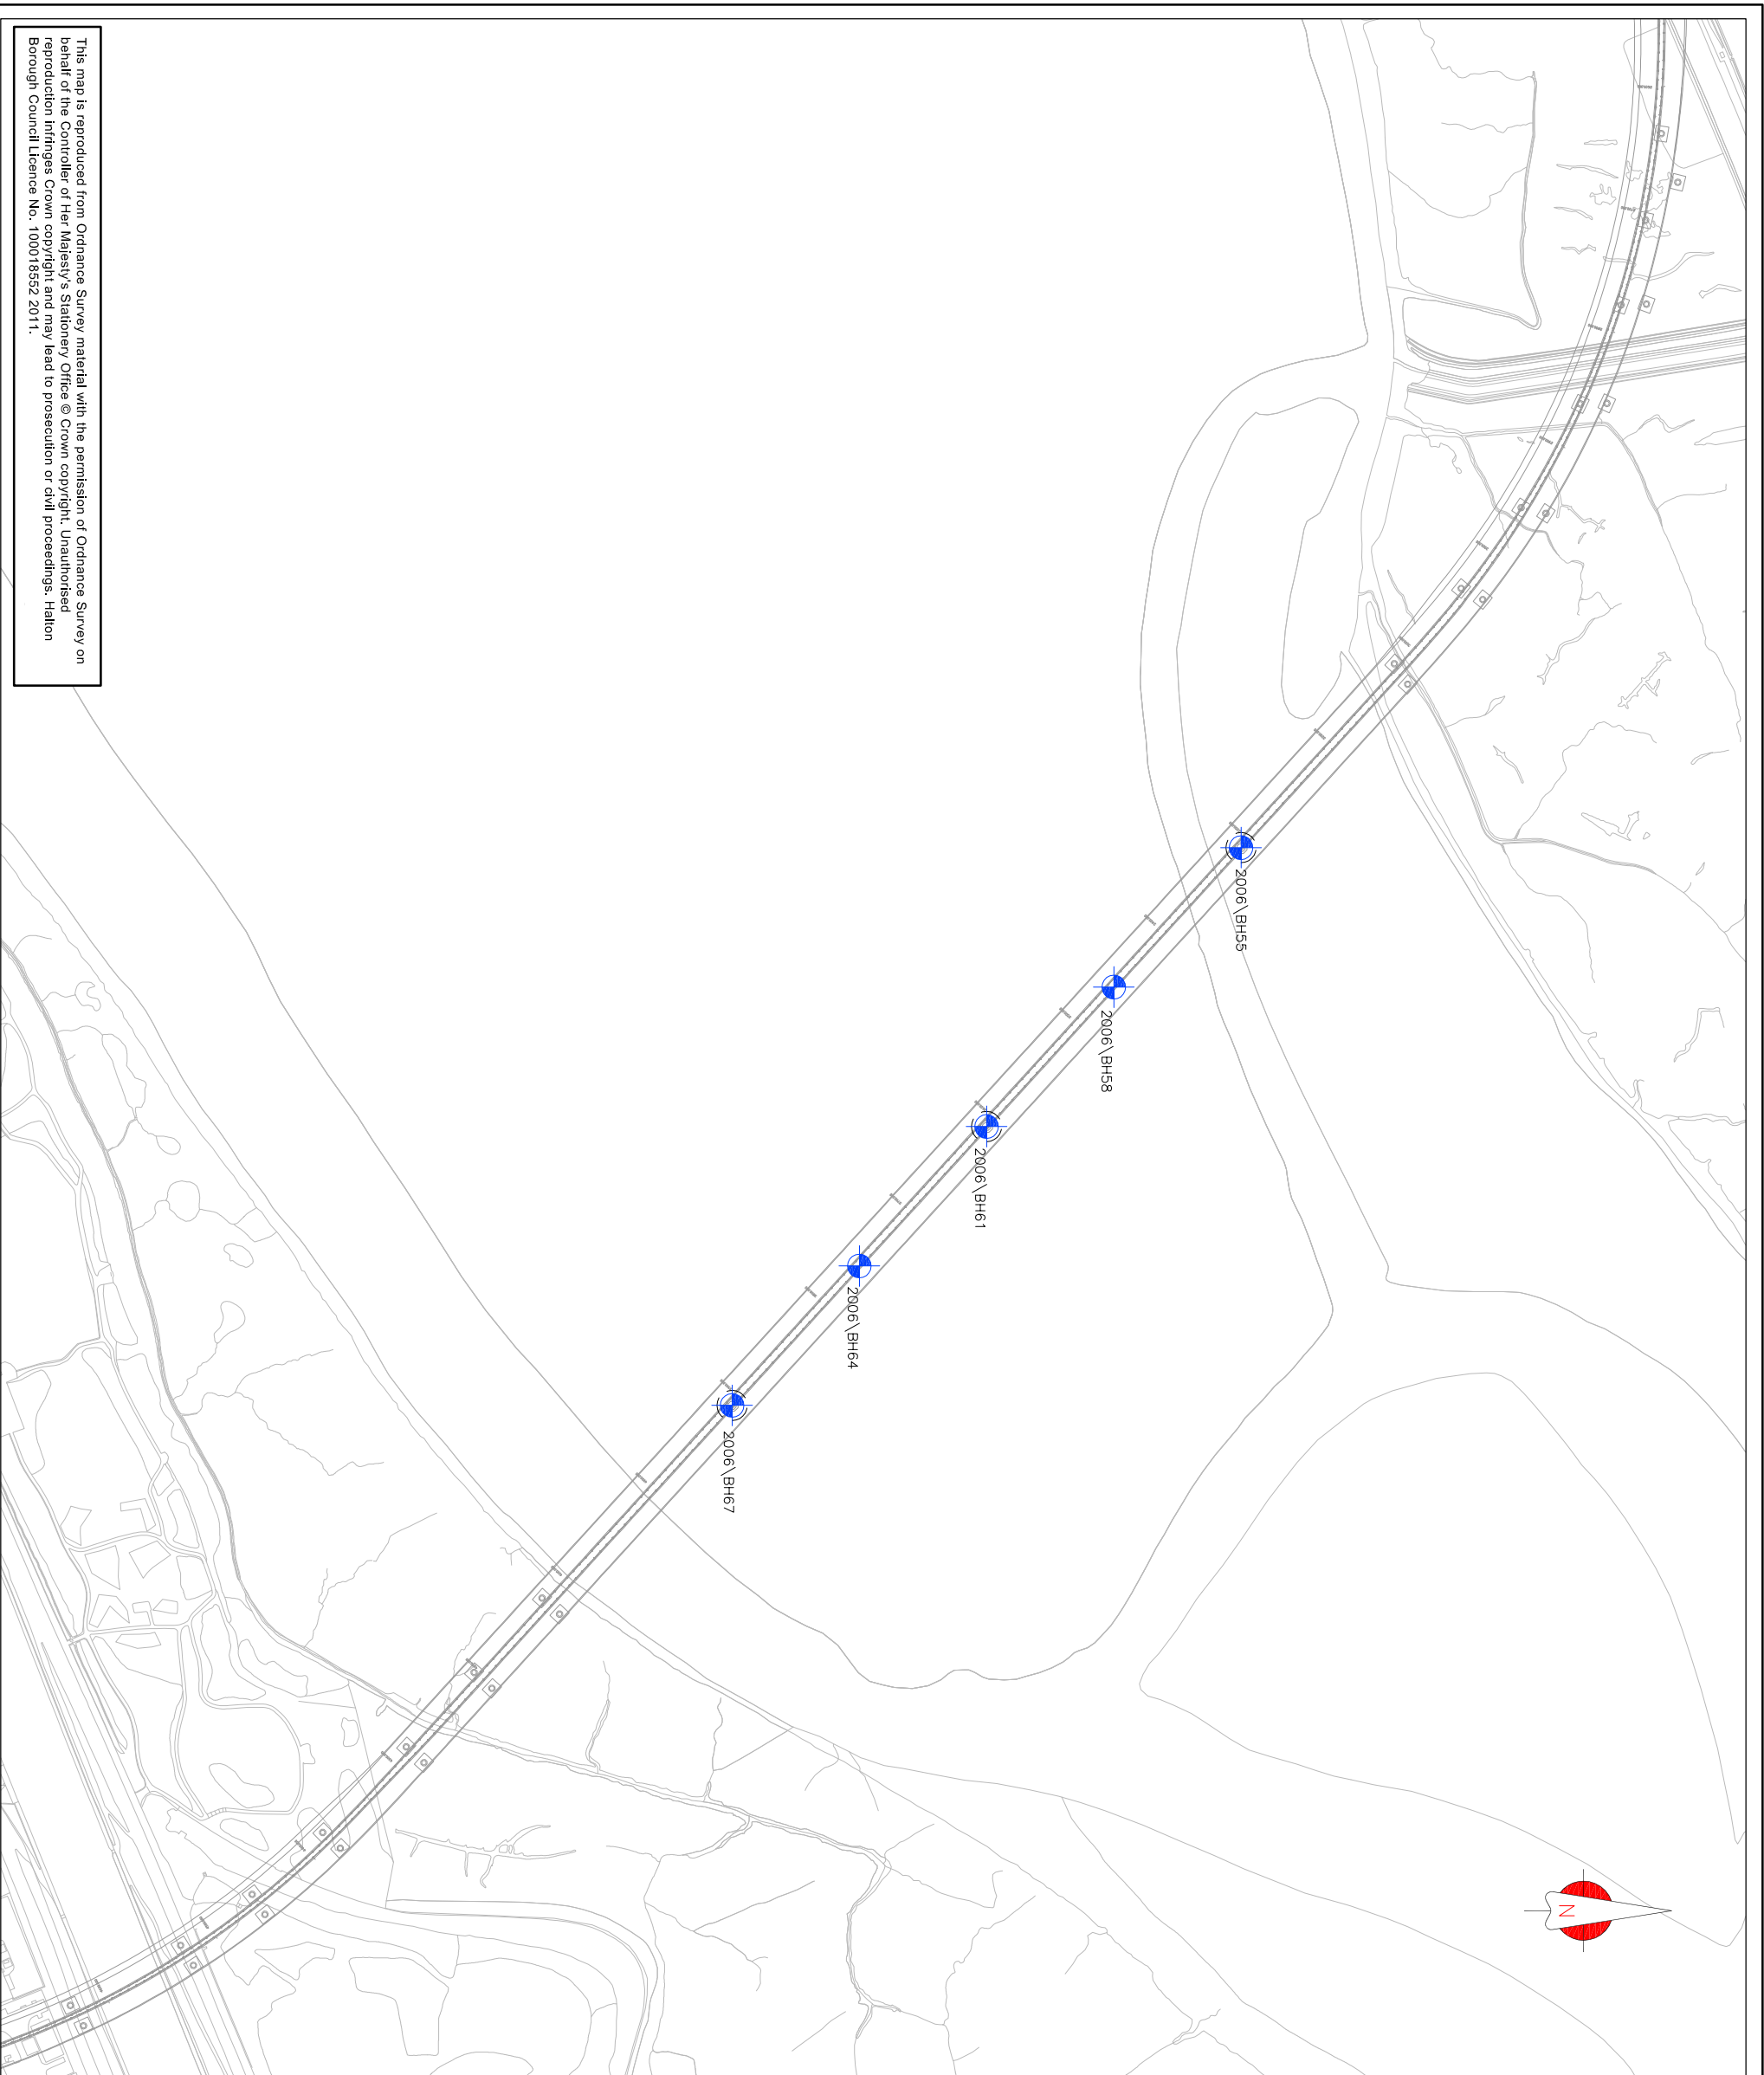 This map is reproduced from Ordnance Survey material with the permission of Ordnance Survey on
behalf of the Controller of Her Majesty's Stationery Office © Crown copyright. Unauthorised
reproduction infringes Crown copyright and may lead to prosecution or civil proceedings. Halton
Borough Council Licence No. 100018552 2011.
2006\BH55
2006\BH58
2006\BH61
2006\BH64
2006\BH67
N